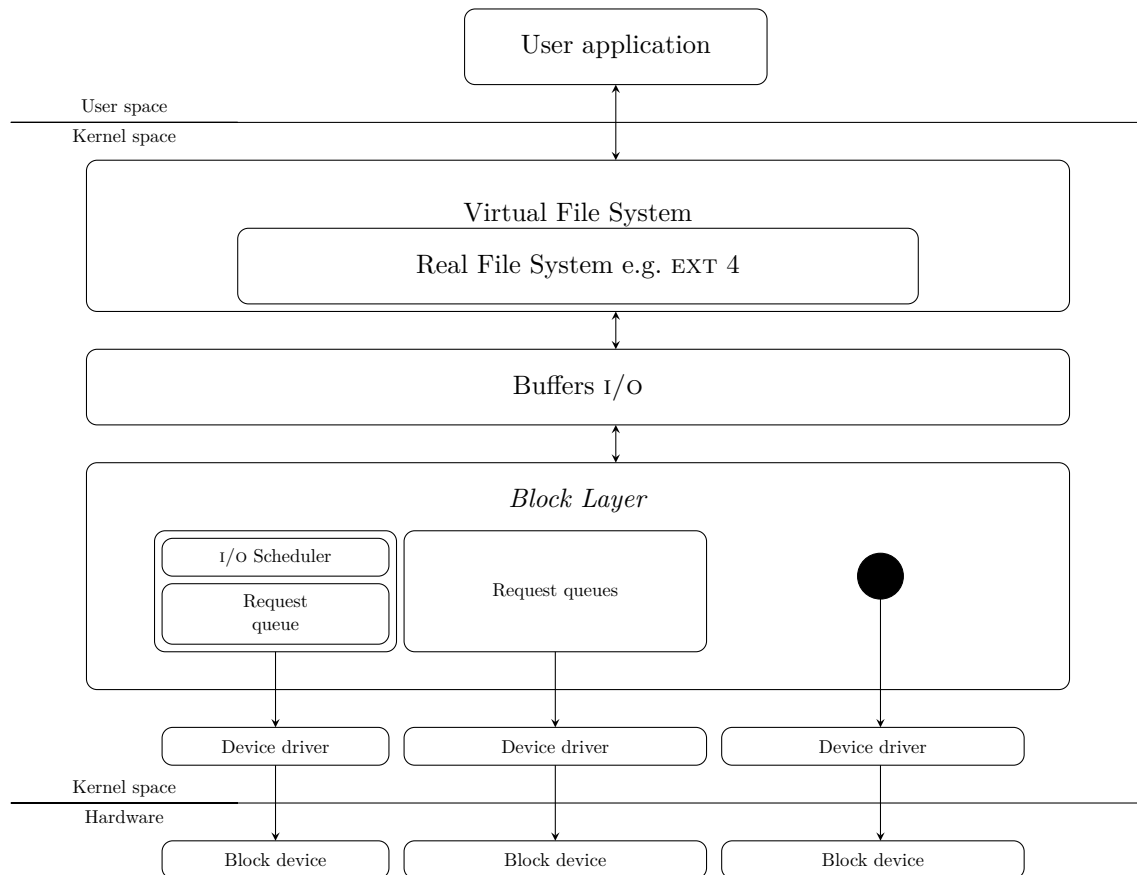 User application
User space
Kernel space
Virtual File System
Real File System e.g. EXT 4
Buffers I/O
Block Layer
I/O Scheduler
Request
queue
Request queues
Device driver
Device driver
Device driver
Kernel space
Hardware
Block device
Block device
Block device